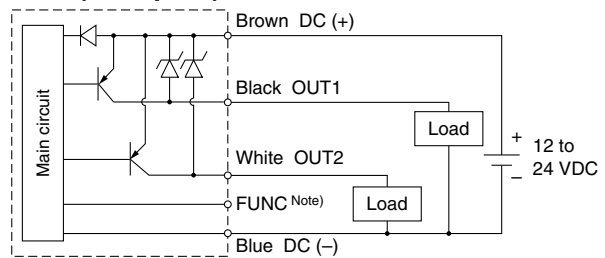 Brown DC (+)
Main circuit
Black OUT1
Load
+
12 to
24 VDC
–
White OUT2
Load
FUNC Note)
Blue DC (–)